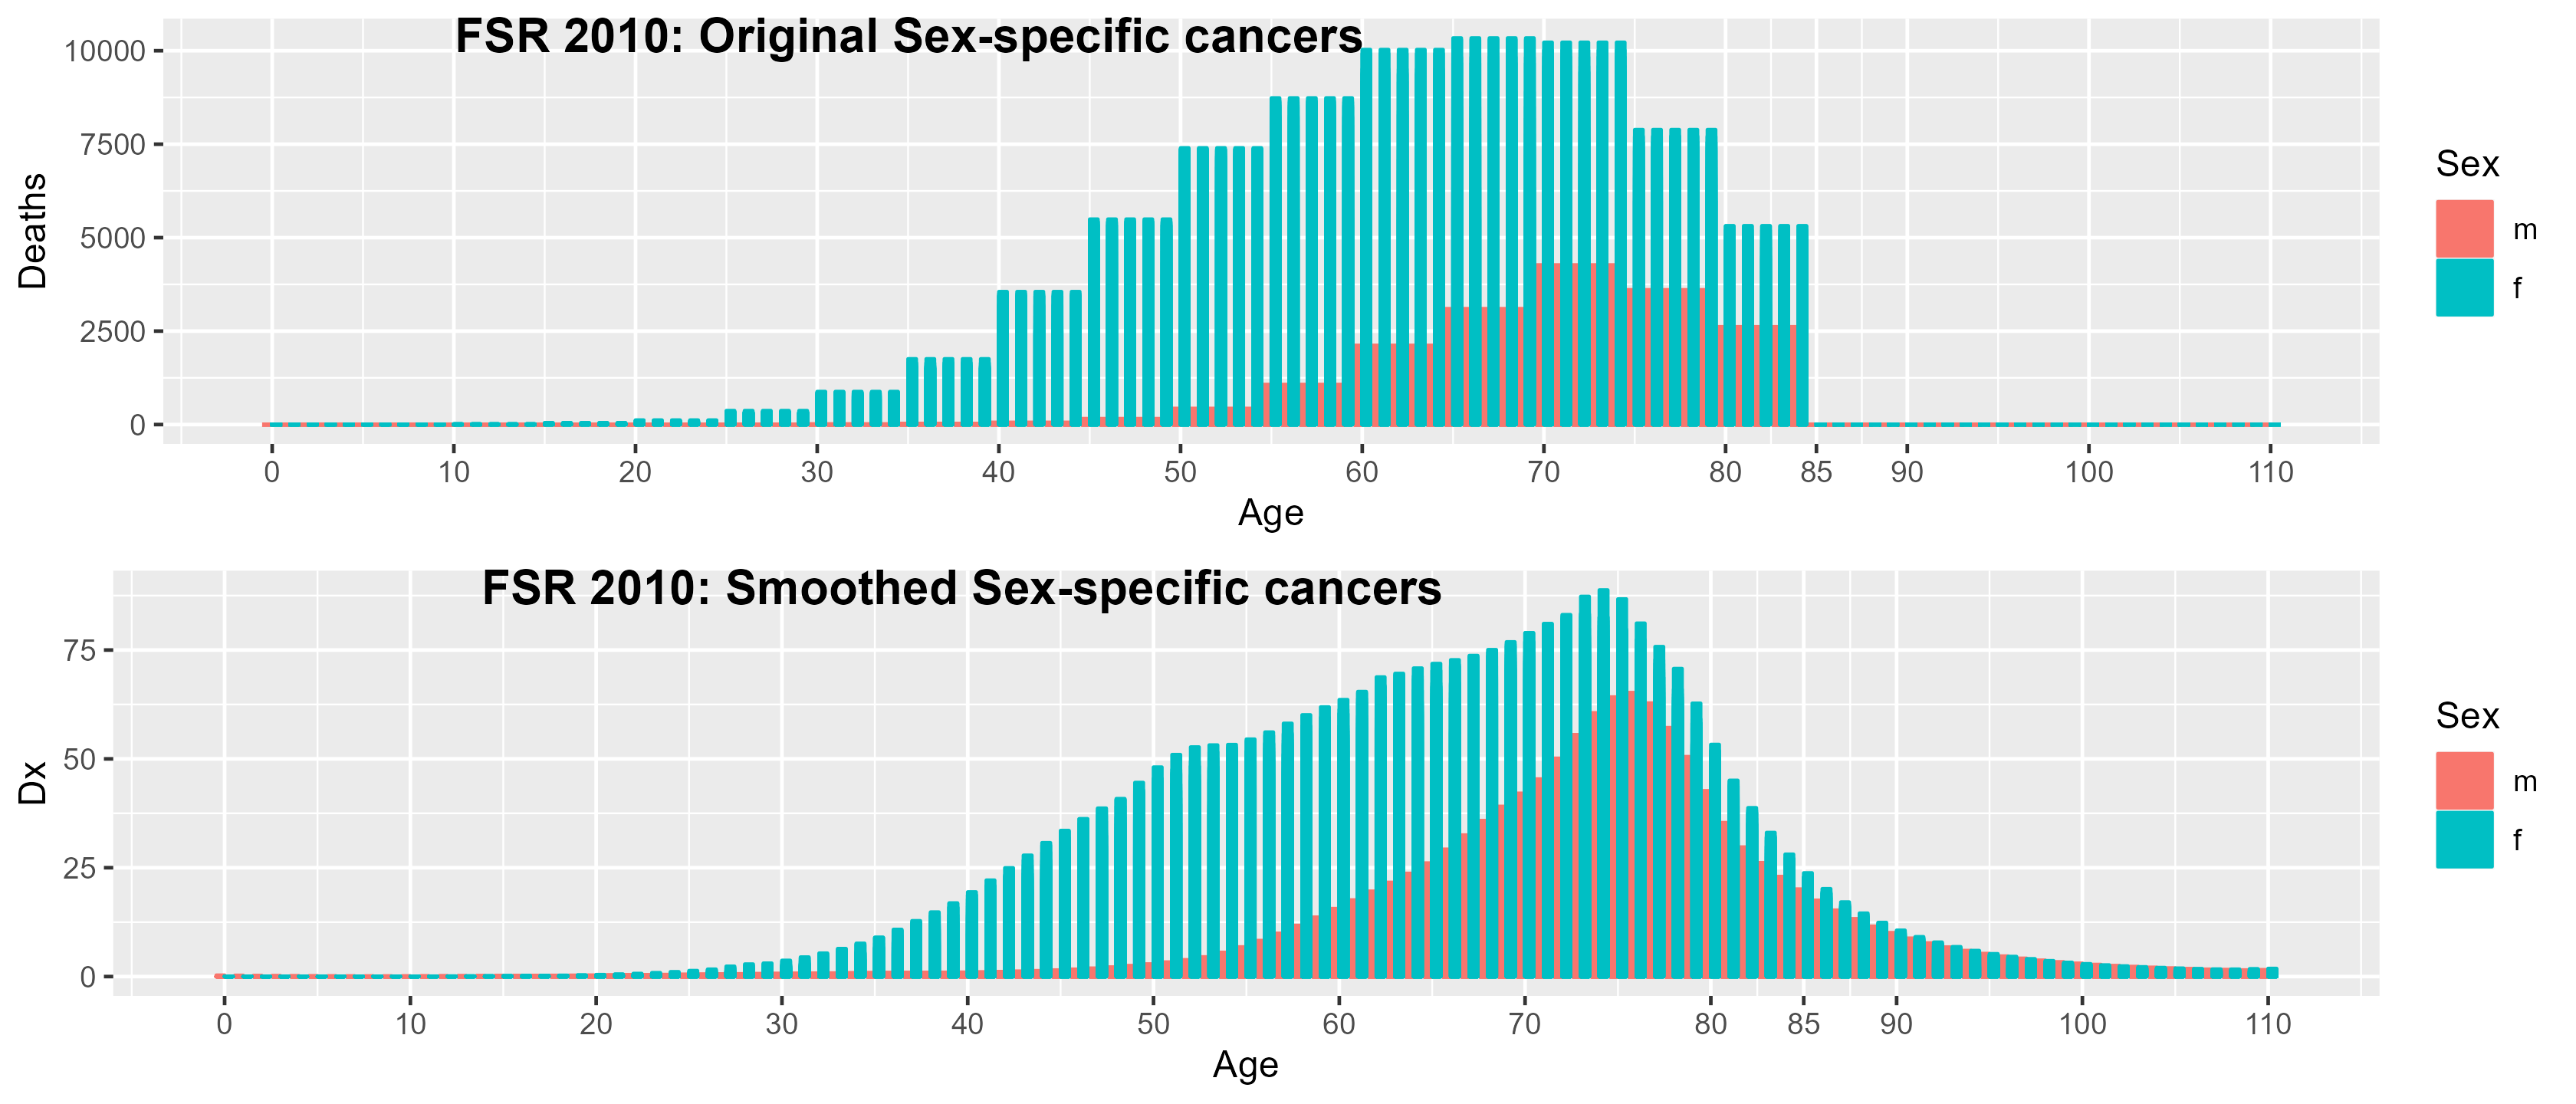 FSR 2010: Original Sex-specific cancers
10000
7500
5000
2500
0
Deaths
0 10 20 30 40 50 60 70 80 85 90 100 110
Age
Sex
m
f
FSR 2010: Smoothed Sex-specific cancers
75
50
25
0
Dx
0 10 20 30 40 50 60 70 80 85 90 100 110
Age
Sex
m
f